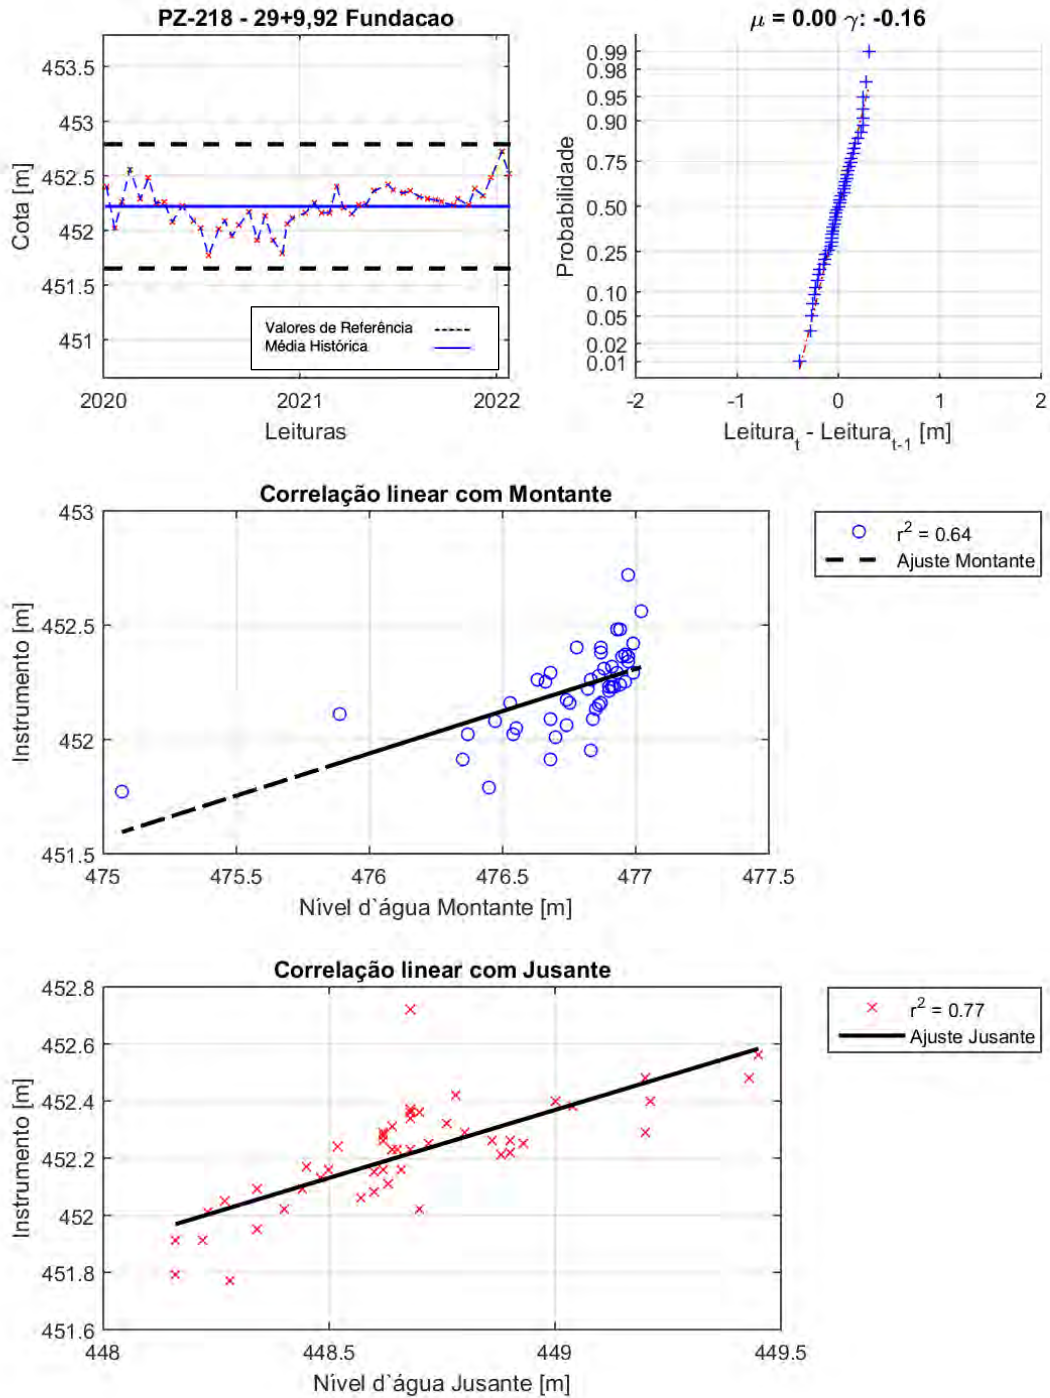 PZ-218 - 29+9,92 Fundacao
453.5
453
452.5
452
451.5
451
Cota [m]
Valores de Referência
Média Histórica
2020
2021
2022
Leituras
μ = 0.00 γ: -0.16
0.99
0.98
0.95
0.90
0.75
0.50
0.25
0.10
0.05
0.02
0.01
Probabilidade
-2
-1
0
1
2
Leitura_t - Leitura_t-1 [m]
Correlação linear com Montante
453
452.5
452
451.5
Instrumento [m]
475
475.5
476
476.5
477
477.5
Nível d`água Montante [m]
r² = 0.64
Ajuste Montante
Correlação linear com Jusante
452.8
452.6
452.4
452.2
452
451.8
451.6
Instrumento [m]
448
448.5
449
449.5
Nível d`água Jusante [m]
r² = 0.77
Ajuste Jusante